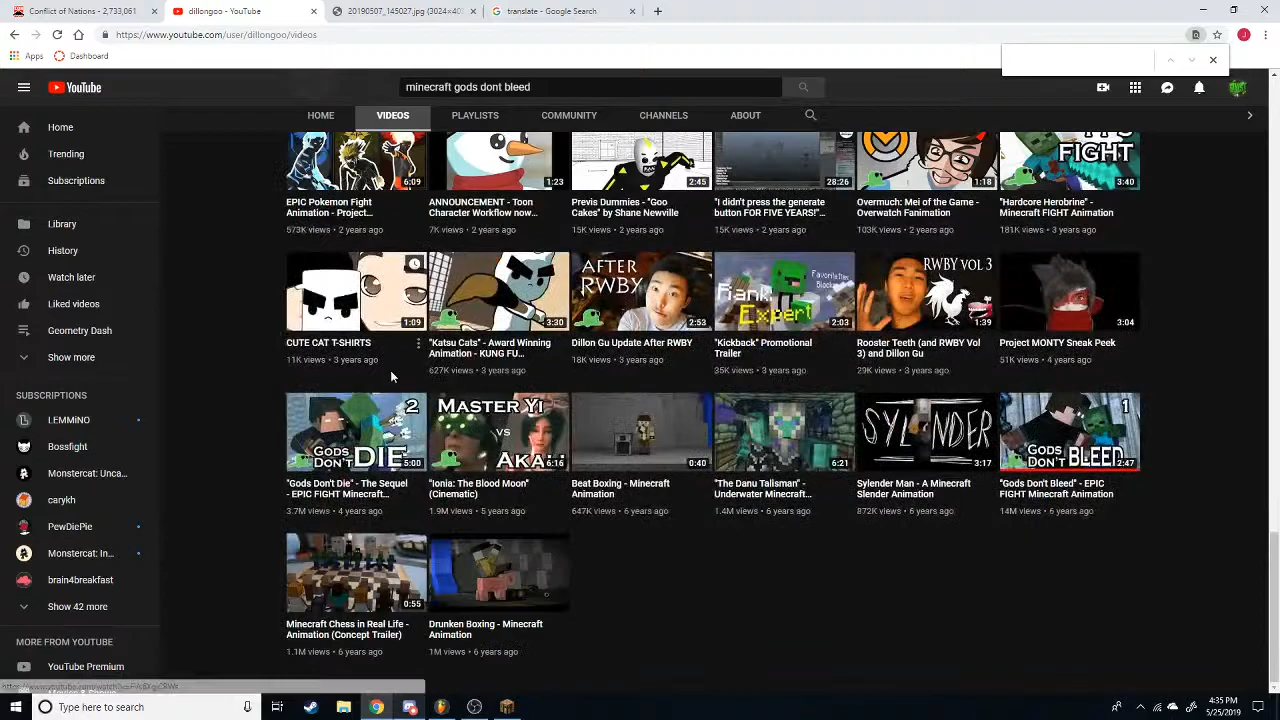 Conflict of Nations - 2,733,061
dillongoo - YouTube
20190507_145027.jpg (3024×40
translate - Google Search
https://www.youtube.com/user/dillongoo/videos
Apps
Dashboard
YouTube
minecraft gods dont bleed
HOME
VIDEOS
PLAYLISTS
COMMUNITY
CHANNELS
ABOUT
Home
Trending
Subscriptions
Library
History
Watch later
Liked videos
Geometry Dash
Show more
SUBSCRIPTIONS
LEMMiNO
Bossfight
Monstercat: Unca...
carykh
PewDiePie
Monstercat: In...
brain4breakfast
Show 42 more
MORE FROM YOUTUBE
YouTube Premium
6:09
EPIC Pokemon Fight
Animation - Project...
573K views • 2 years ago
1:23
ANNOUNCEMENT - Toon
Character Workflow now...
7K views • 2 years ago
2:45
Previs Dummies - "Goo
Cakes" by Shane Newville
15K views • 2 years ago
28:26
"I didn't press the generate
button FOR FIVE YEARS!"...
15K views • 2 years ago
1:18
Overmuch: Mei of the Game -
Overwatch Fanimation
103K views • 2 years ago
FIGHT
3:40
"Hardcore Herobrine" -
Minecraft FIGHT Animation
181K views • 3 years ago
1:09
CUTE CAT T-SHIRTS
11K views • 3 years ago
3:30
"Katsu Cats" - Award Winning
Animation - KUNG FU...
627K views • 3 years ago
AFTER
RWBY
2:53
Dillon Gu Update After RWBY
18K views • 3 years ago
Favorite
Block
Rank
Expert
2:03
"Kickback" Promotional
Trailer
35K views • 3 years ago
RWBY VOL 3
1:39
Rooster Teeth (and RWBY Vol
3) and Dillon Gu
29K views • 3 years ago
3:04
Project MONTY Sneak Peek
51K views • 4 years ago
2
GODS
DON'T DIE
5:00
"Gods Don't Die" - The Sequel
- EPIC FIGHT Minecraft...
3.7M views • 4 years ago
MASTER YI
VS
AKALI
6:16
"Ionia: The Blood Moon"
(Cinematic)
1.9M views • 5 years ago
0:40
Beat Boxing - Minecraft
Animation
647K views • 6 years ago
6:21
"The Danu Talisman" -
Underwater Minecraft...
1.4M views • 6 years ago
SYLENDER
3:17
Sylender Man - A Minecraft
Slender Animation
872K views • 6 years ago
1
GODS
DON'T BLEED
2:47
"Gods Don't Bleed" - EPIC
FIGHT Minecraft Animation
14M views • 6 years ago
0:55
Minecraft Chess in Real Life -
Animation (Concept Trailer)
1.1M views • 6 years ago
Drunken Boxing - Minecraft
Animation
1M views • 6 years ago
Type here to search
4:35 PM
5/25/2019